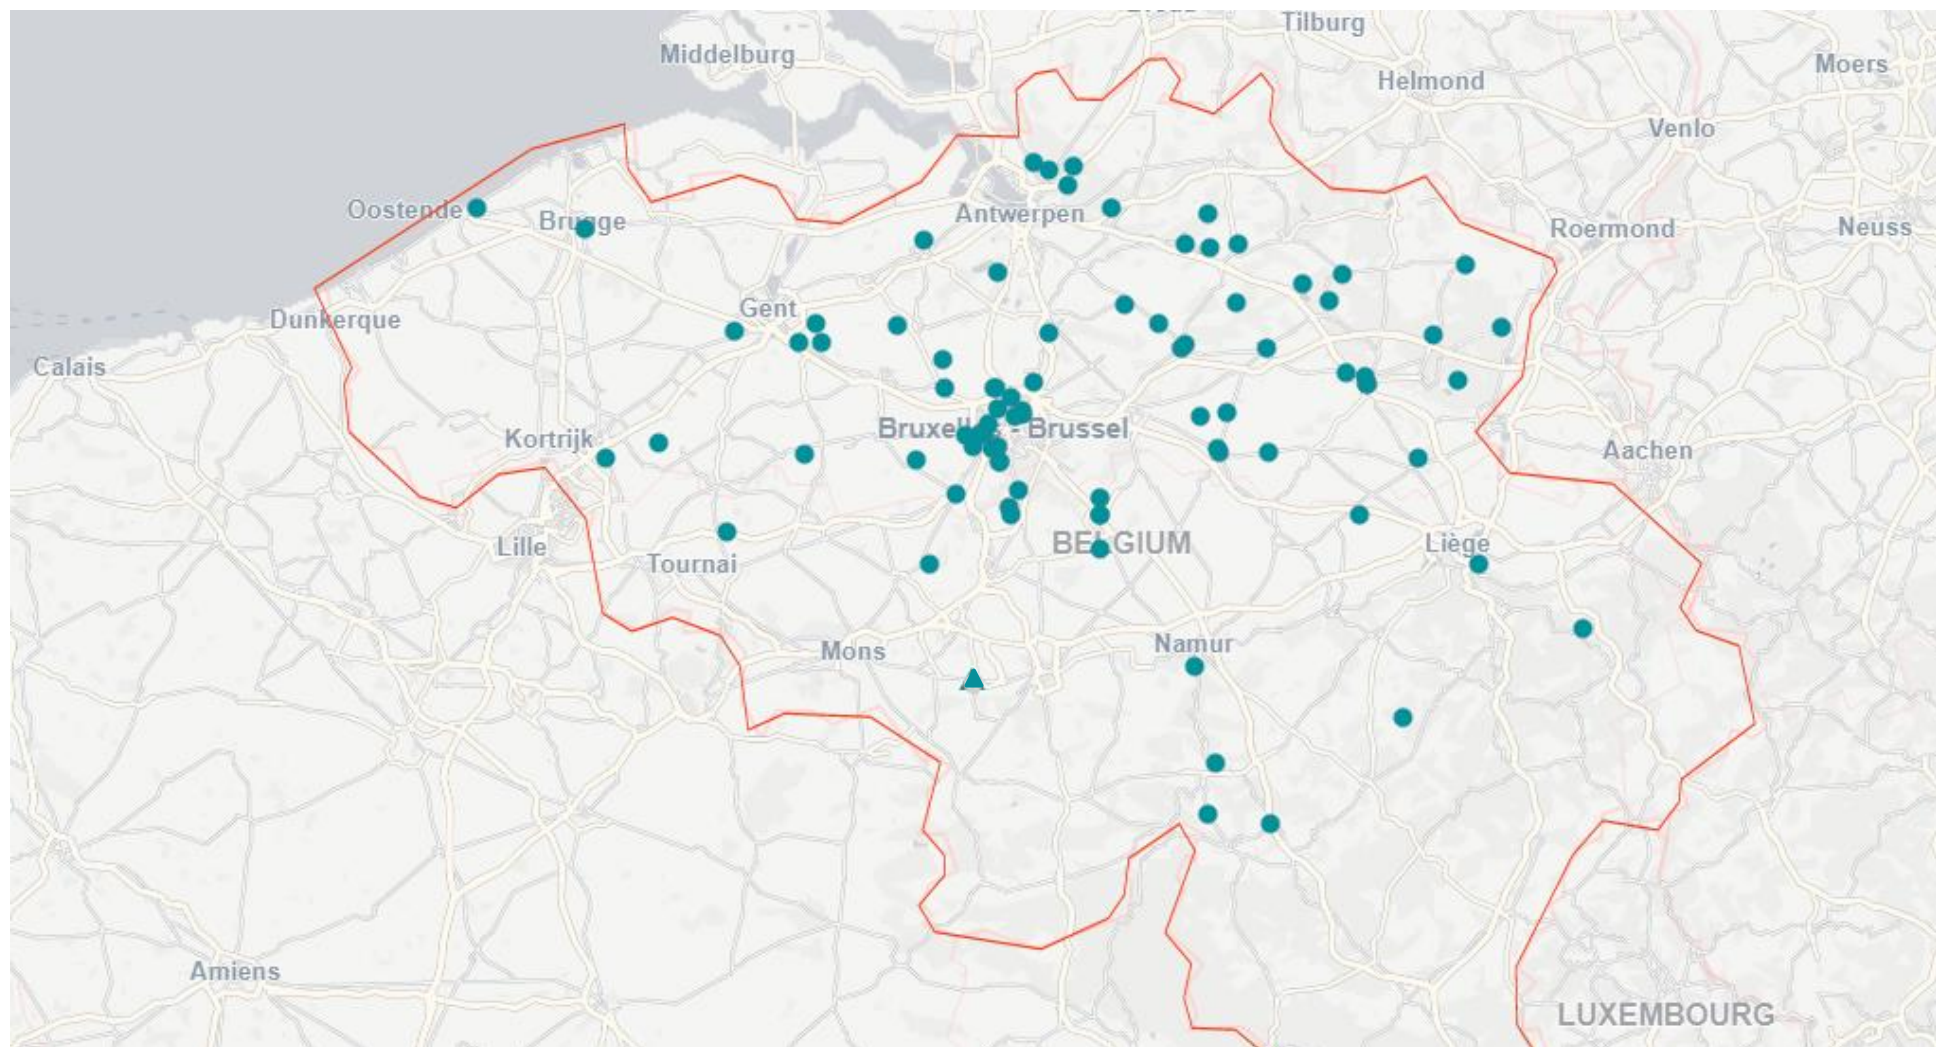 Tilburg
Middelburg
Moers
Helmond
Venlo
Oostende
Brugge
Antwerpen
Roermond
Neuss
Gent
Dunkerque
Calais
Kortrijk
Bruxelles - Brussel
Aachen
Lille
BELGIUM
Liège
Tournai
Mons
Namur
Amiens
LUXEMBOURG